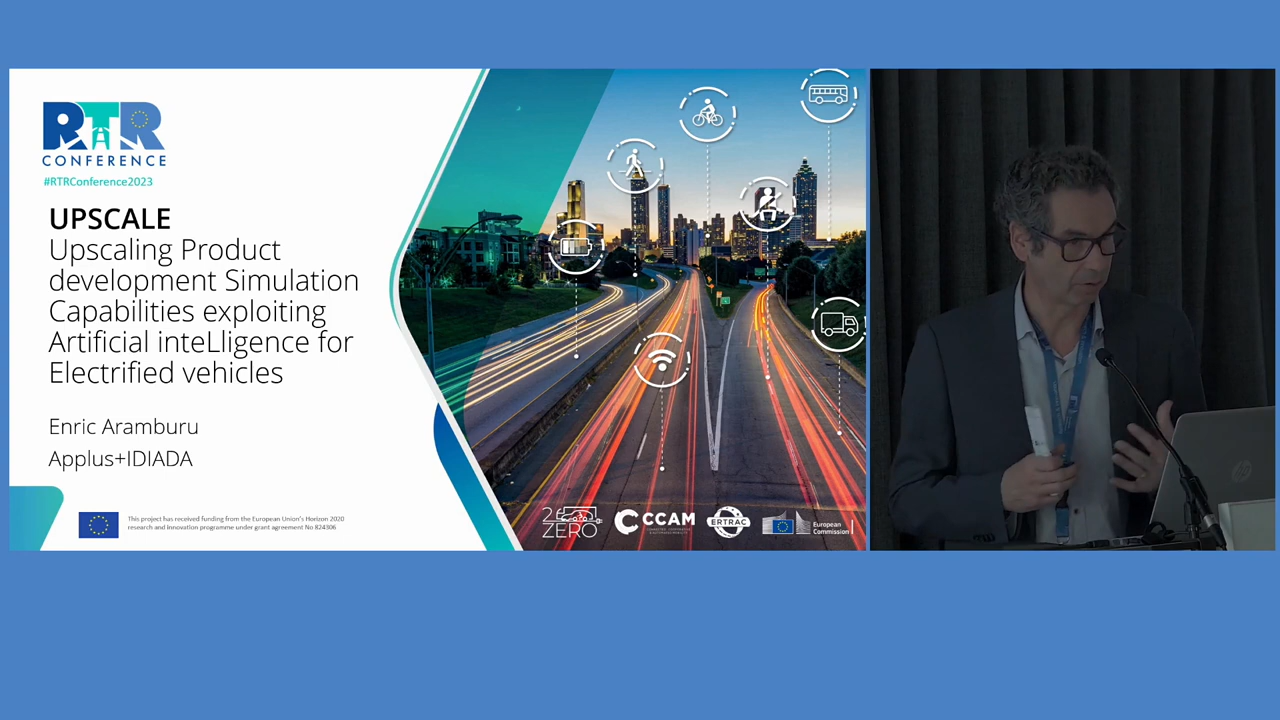 RTR
CONFERENCE
#RTRConference2023
UPSCALE
Upscaling Product
development Simulation
Capabilities exploiting
Artificial inteLligence for
Electrified vehicles
Enric Aramburu
Applus+IDIADA
This project has received funding from the European Union's Horizon 2020
research and Innovation programme under grant agreement No 824306
2ZERO
CCAM
ERTRAC
European
Commission
hp